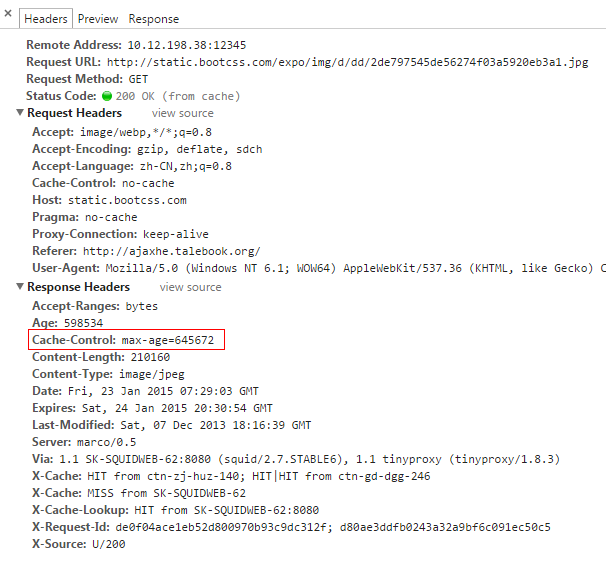 ×
Headers Preview Response
Remote Address: 10.12.198.38:12345
Request URL: http://static.bootcss.com/expo/img/d/dd/2de797545de56274f03a5920eb3a1.jpg
Request Method: GET
Status Code: 200 OK (from cache)
Request Headers view source
Accept: image/webp,*/*;q=0.8
Accept-Encoding: gzip, deflate, sdch
Accept-Language: zh-CN,zh;q=0.8
Cache-Control: no-cache
Host: static.bootcss.com
Pragma: no-cache
Proxy-Connection: keep-alive
Referer: http://ajaxhe.talebook.org/
User-Agent: Mozilla/5.0 (Windows NT 6.1; WOW64) AppleWebKit/537.36 (KHTML, like Gecko) C
Response Headers view source
Accept-Ranges: bytes
Age: 598534
Cache-Control: max-age=645672
Content-Length: 210160
Content-Type: image/jpeg
Date: Fri, 23 Jan 2015 07:29:03 GMT
Expires: Sat, 24 Jan 2015 20:30:54 GMT
Last-Modified: Sat, 07 Dec 2013 18:16:39 GMT
Server: marco/0.5
Via: 1.1 SK-SQUIDWEB-62:8080 (squid/2.7.STABLE6), 1.1 tinyproxy (tinyproxy/1.8.3)
X-Cache: HIT from ctn-zj-huz-140; HIT|HIT from ctn-gd-dgg-246
X-Cache: MISS from SK-SQUIDWEB-62
X-Cache-Lookup: HIT from SK-SQUIDWEB-62:8080
X-Request-Id: de0f04ace1eb52d800970b93c9dc312f; d80ae3ddfb0243a32a9bf6c091ec50c5
X-Source: U/200